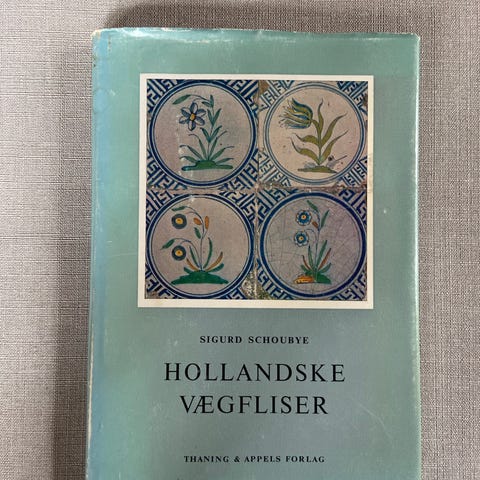 SIGURD SCHOUBYE
HOLLANDSKE
VÆGFLISER
THANING & APPELS FORLAG